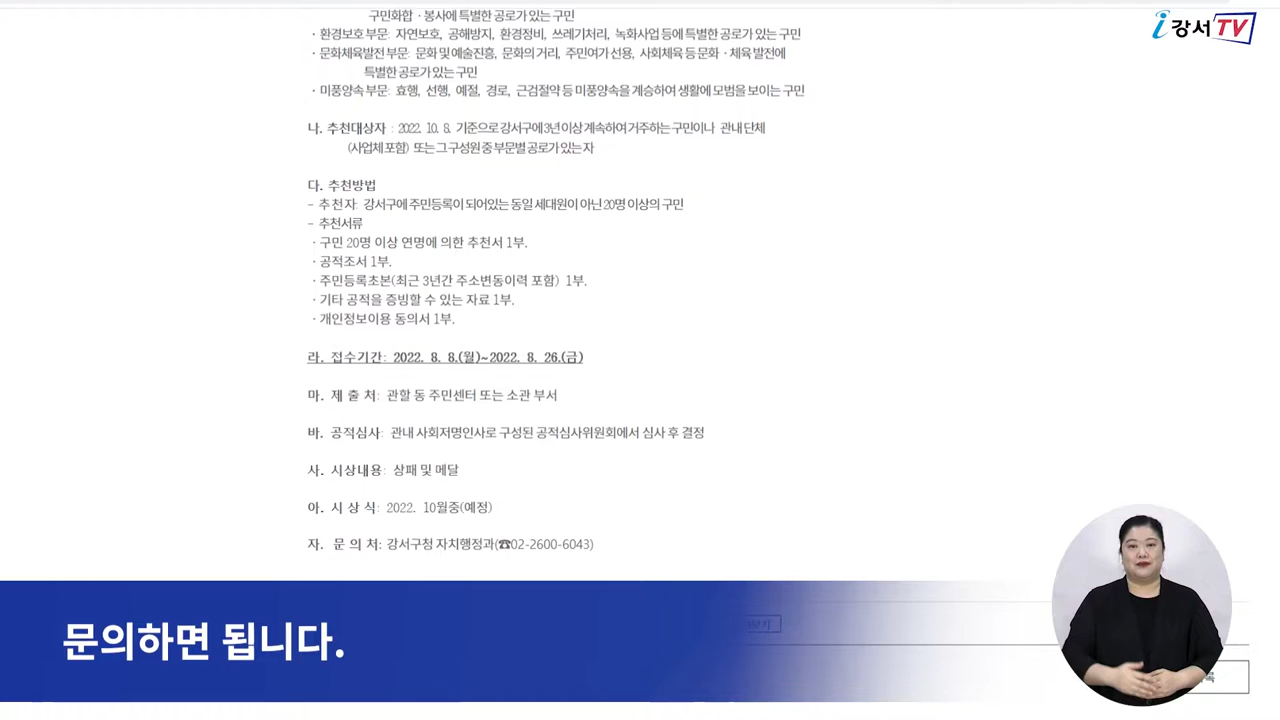 구민화합 · 봉사에 특별한 공로가 있는 구민
· 환경보호 부문: 자연보호, 공해방지, 환경정비, 쓰레기처리, 녹화사업 등에 특별한 공로가 있는 구민
· 문화체육발전 부문: 문화 및 예술진흥, 문화의 거리, 주민여가 선용, 사회체육 등 문화 · 체육 발전에
특별한 공로가 있는 구민
· 미풍양속 부문: 효행, 선행, 예절, 경로, 근검절약 등 미풍양속을 계승하여 생활에 모범을 보이는 구민
나. 추천대상자 : 2022. 10. 8. 기준으로 강서구에 3년 이상 계속하여 거주하는 구민이나 관내 단체
(사업체 포함) 또는 그 구성원 중 부문별 공로가 있는 자
다. 추천방법
- 추 천 자: 강서구에 주민등록이 되어있는 동일 세대원이 아닌 20명 이상의 구민
- 추천서류
· 구민 20명 이상 연명에 의한 추천서 1부.
· 공적조서 1부.
· 주민등록초본(최근 3년간 주소변동이력 포함) 1부.
· 기타 공적을 증빙할 수 있는 자료 1부.
· 개인정보이용 동의서 1부.
라. 접수기간: 2022. 8. 8.(월)~2022. 8. 26.(금)
마. 제 출 처: 관할 동 주민센터 또는 소관 부서
바. 공적심사: 관내 사회저명인사로 구성된 공적심사위원회에서 심사 후 결정
사. 시상내용: 상패 및 메달
아. 시 상 식: 2022. 10월중(예정)
자. 문 의 처: 강서구청 자치행정과(☎02-2600-6043)
i강서TV
문의하면 됩니다.